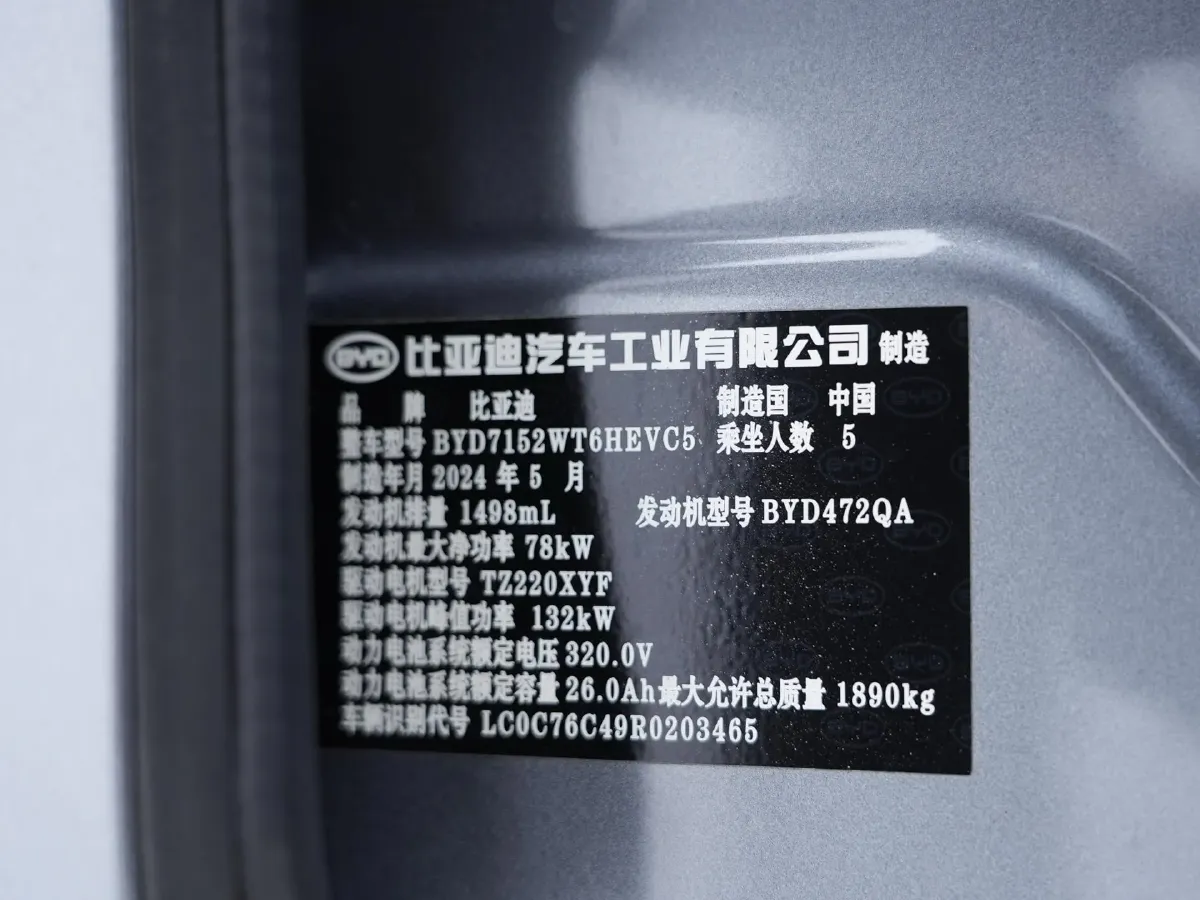 BYD 比亚迪汽车工业有限公司 制造
品 牌 比亚迪 制造国 中国
整车型号 BYD7152WT6HEVC5 乘坐人数 5
制造年月 2024 年 5 月
发动机排量 1498mL 发动机型号 BYD472QA
发动机最大净功率 78kW
驱动电机型号 TZ220XYF
驱动电机峰值功率 132kW
动力电池系统额定电压 320.0V
动力电池系统额定容量 26.0Ah 最大允许总质量 1890kg
车辆识别代号 LC0C76C49R0203465